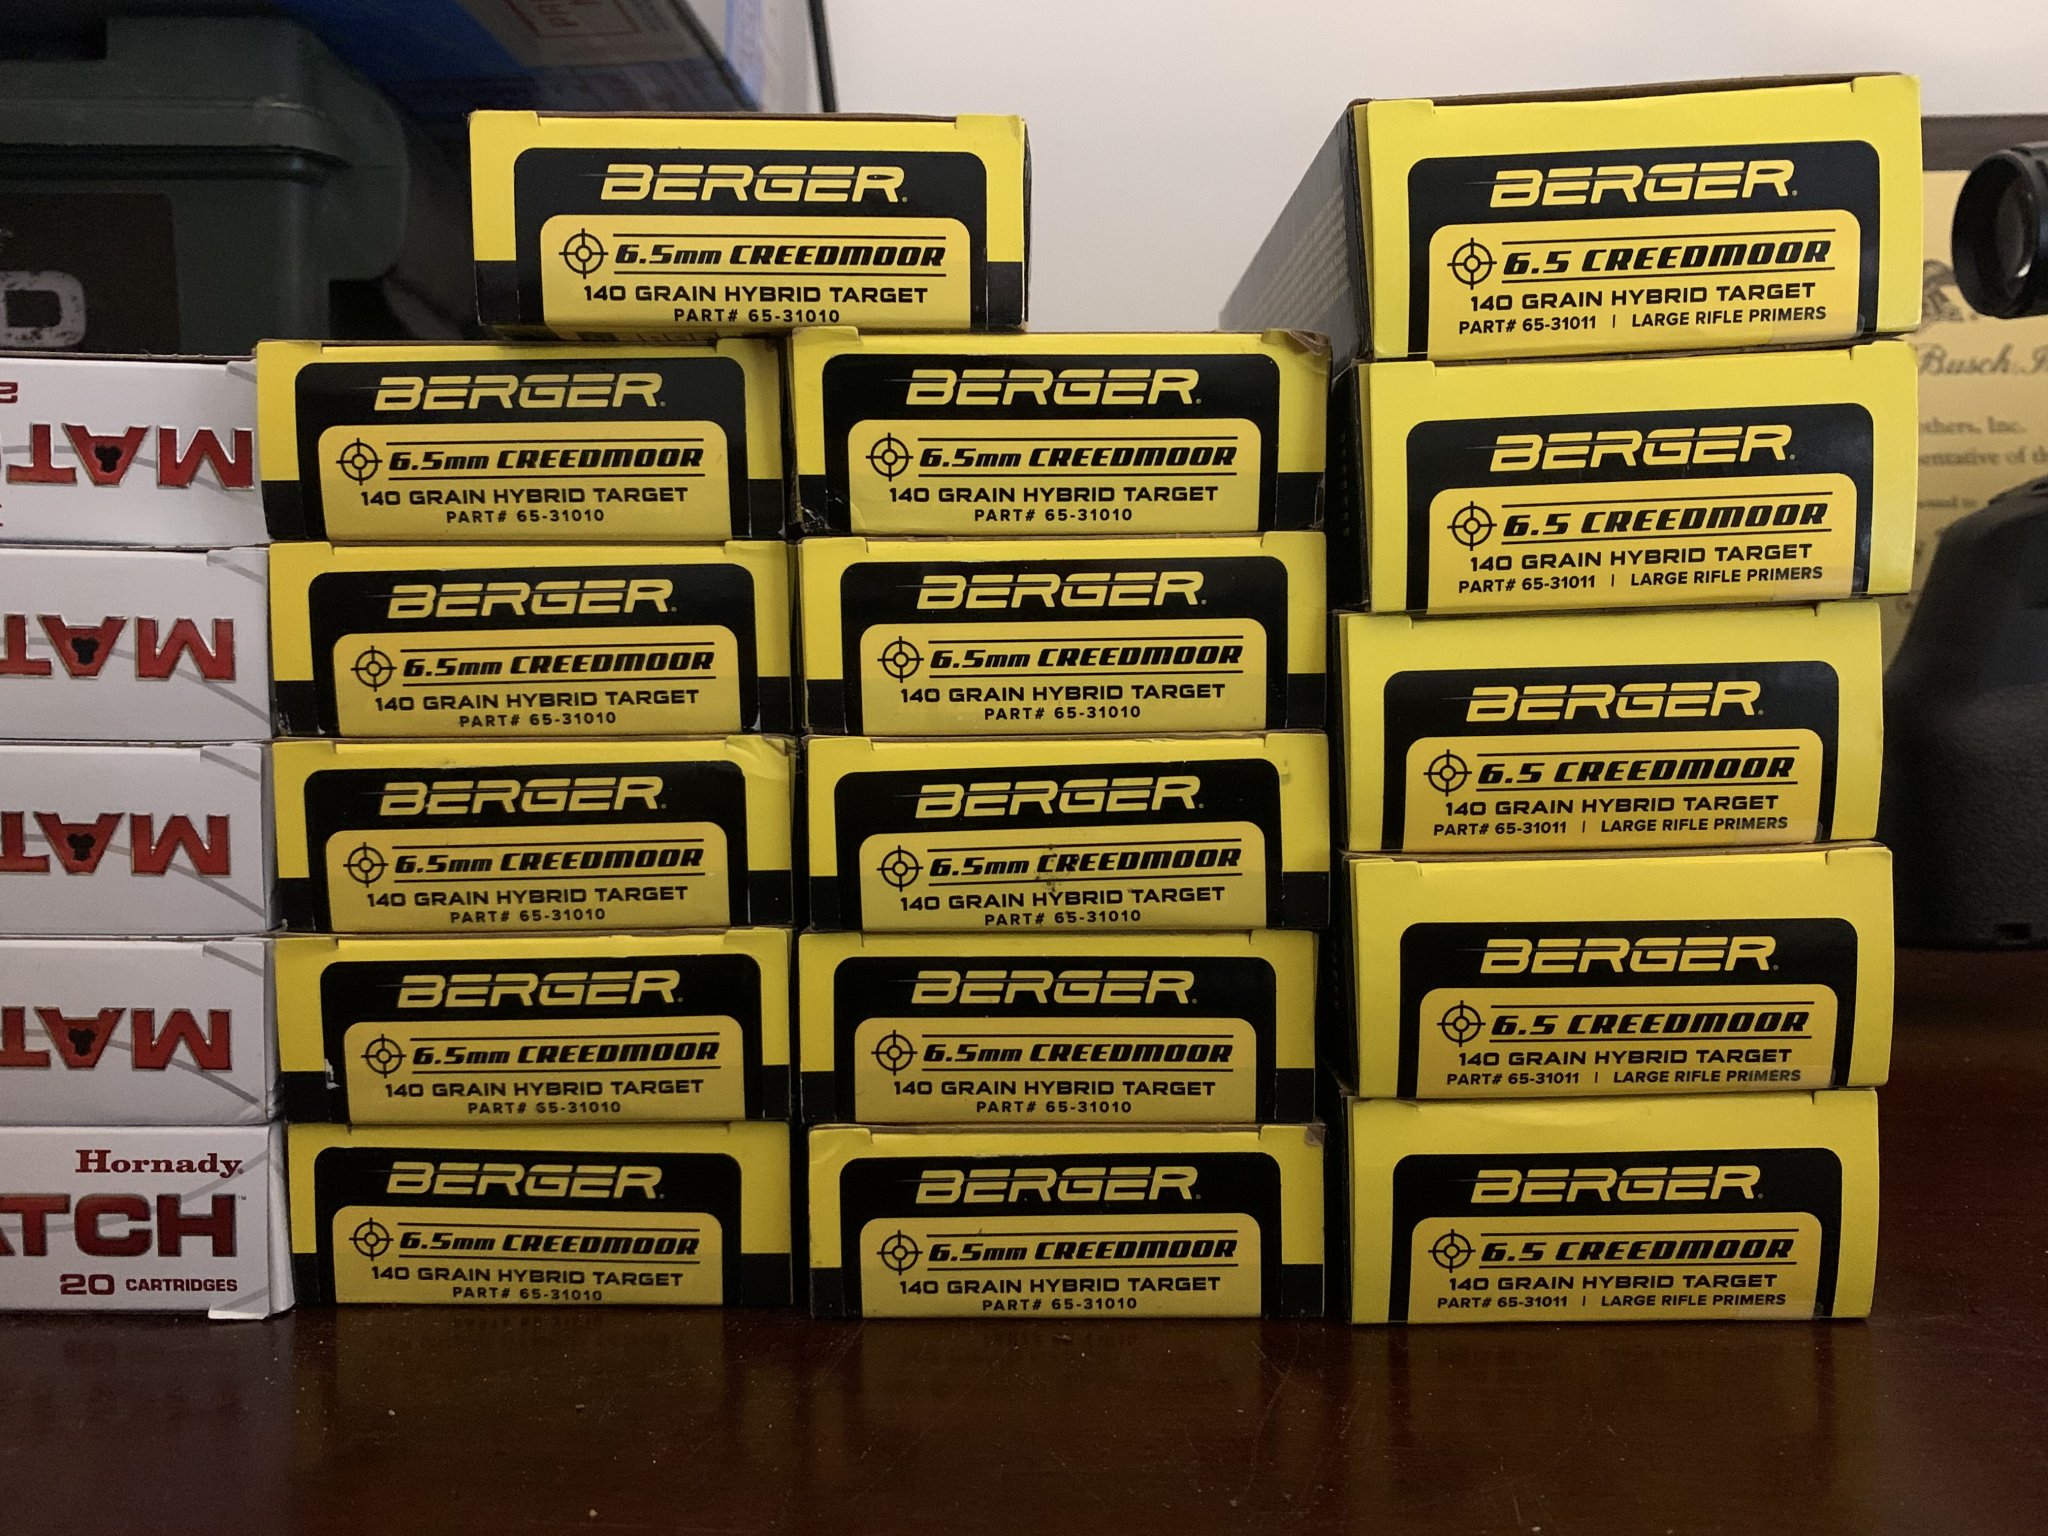 BERGER.
6.5mm CREEDMOOR
140 GRAIN HYBRID TARGET
PART# 65-31010
BERGER.
6.5mm CREEDMOOR
140 GRAIN HYBRID TARGET
PART# 65-31010
BERGER.
6.5mm CREEDMOOR
140 GRAIN HYBRID TARGET
PART# 65-31010
BERGER.
6.5mm CREEDMOOR
140 GRAIN HYBRID TARGET
PART# 65-31010
BERGER.
6.5mm CREEDMOOR
140 GRAIN HYBRID TARGET
PART# 65-31010
BERGER.
6.5mm CREEDMOOR
140 GRAIN HYBRID TARGET
PART# 65-31010
BERGER.
6.5mm CREEDMOOR
140 GRAIN HYBRID TARGET
PART# 65-31010
BERGER.
6.5mm CREEDMOOR
140 GRAIN HYBRID TARGET
PART# 65-31010
BERGER.
6.5mm CREEDMOOR
140 GRAIN HYBRID TARGET
PART# 65-31010
BERGER.
6.5mm CREEDMOOR
140 GRAIN HYBRID TARGET
PART# 65-31010
BERGER.
6.5mm CREEDMOOR
140 GRAIN HYBRID TARGET
PART# 65-31010
BERGER.
6.5 CREEDMOOR
140 GRAIN HYBRID TARGET
PART# 65-31011 | LARGE RIFLE PRIMERS
BERGER.
6.5 CREEDMOOR
140 GRAIN HYBRID TARGET
PART# 65-31011 | LARGE RIFLE PRIMERS
BERGER.
6.5 CREEDMOOR
140 GRAIN HYBRID TARGET
PART# 65-31011 | LARGE RIFLE PRIMERS
BERGER.
6.5 CREEDMOOR
140 GRAIN HYBRID TARGET
PART# 65-31011 | LARGE RIFLE PRIMERS
BERGER.
6.5 CREEDMOOR
140 GRAIN HYBRID TARGET
PART# 65-31011 | LARGE RIFLE PRIMERS
MAT
MAT
MAT
MAT
Hornady
ATCH™
20 CARTRIDGES
Busch
thers, Inc.
entative of th